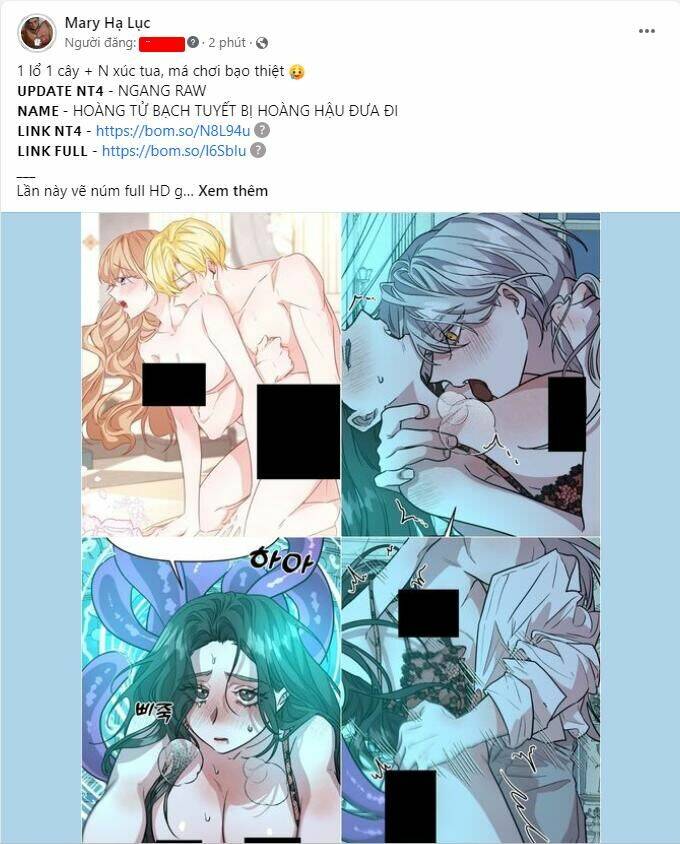 Mary Hạ Lục
Người đăng: · 2 phút ·
1 lổ 1 cây + N xúc tua, má chơi bạo thiệt 🥵
UPDATE NT4 - NGANG RAW
NAME - HOÀNG TỬ BẠCH TUYẾT BỊ HOÀNG HẬU ĐƯA ĐI
LINK NT4 - https://bom.so/N8L94u
LINK FULL - https://bom.so/I6Sblu
___
Lần này vẽ núm full HD g... Xem thêm
하아
삐죽